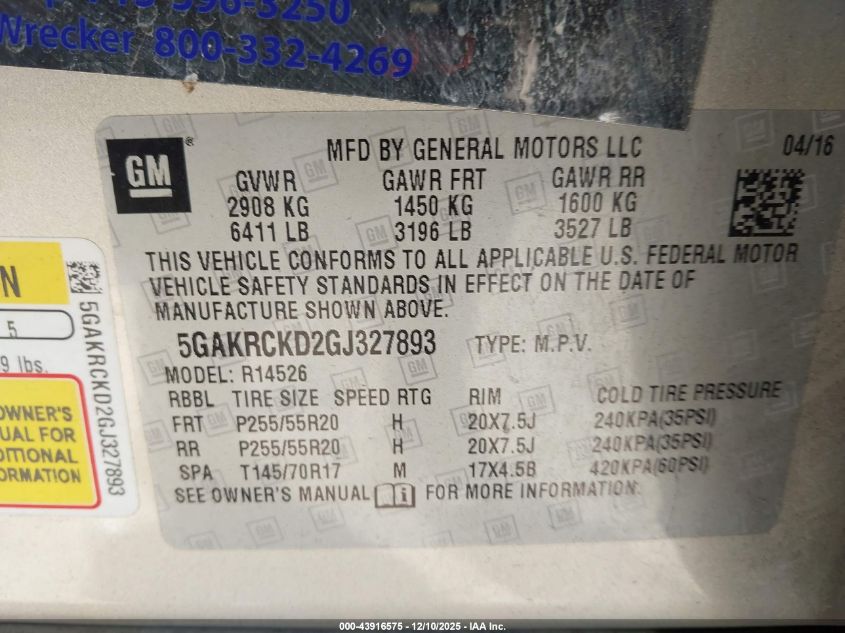 Wrecker 800-332-4269
GM ®
MFD BY GENERAL MOTORS LLC 04/16
GVWR GAWR FRT GAWR RR
2908 KG 1450 KG 1600 KG
6411 LB 3196 LB 3527 LB
THIS VEHICLE CONFORMS TO ALL APPLICABLE U.S. FEDERAL MOTOR
VEHICLE SAFETY STANDARDS IN EFFECT ON THE DATE OF
MANUFACTURE SHOWN ABOVE.
5GAKRCKD2GJ327893 TYPE: M.P.V.
MODEL: R14526
RBBL TIRE SIZE SPEED RTG RIM COLD TIRE PRESSURE
FRT P255/55R20 H 20X7.5J 240KPA(35PSI)
RR P255/55R20 H 20X7.5J 240KPA(35PSI)
SPA T145/70R17 M 17X4.5B 420KPA(60PSI)
SEE OWNER'S MANUAL i FOR MORE INFORMATION.
N
5
9 lbs.
OWNER'S
UAL FOR
DITIONAL
ORMATION
5GAKRCKD2GJ327893
000-43916575 - 12/10/2025 - IAA Inc.